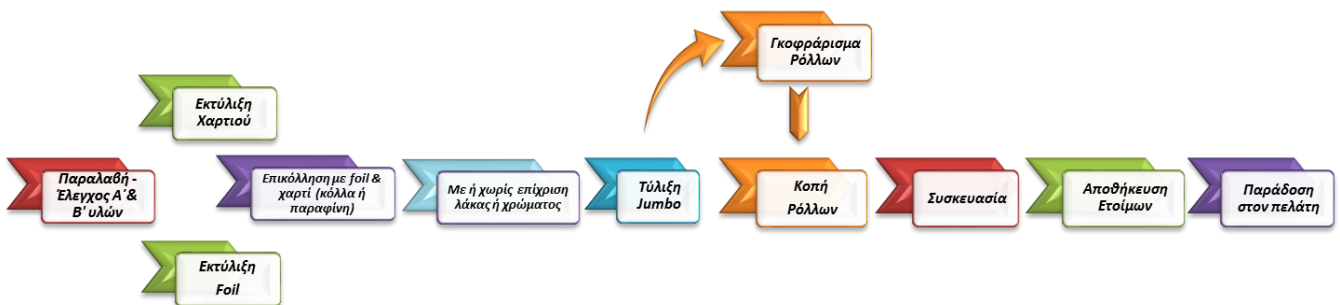 Παραλαβή -
Έλεγχος Α΄&
Β' υλών
Εκτύλιξη
Χαρτιού
Εκτύλιξη
Foil
Επικόλληση με foil &
χαρτί (κόλλα ή
παραφίνη)
Με ή χωρίς επίχριση
λάκας ή χρώματος
Τύλιξη
Jumbo
Γκοφράρισμα
Ρόλλων
Κοπή
Ρόλλων
Συσκευασία
Αποθήκευση
Ετοίμων
Παράδοση
στον πελάτη